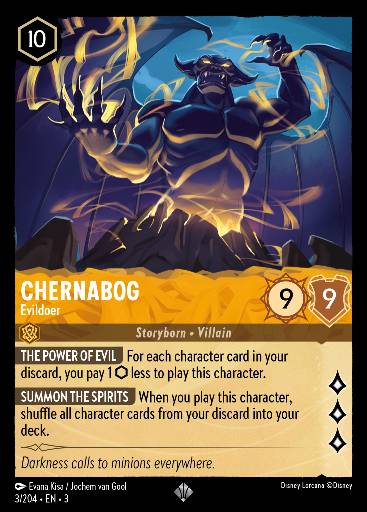 10
CHERNABOG
Evildoer
9
9
Storyborn • Villain
THE POWER OF EVIL For each character card in your
discard, you pay 1 less to play this character.
SUMMON THE SPIRITS When you play this character,
shuffle all character cards from your discard into your
deck.
Darkness calls to minions everywhere.
Evana Kisa / Jochem van Gool
Disney Lorcana ©Disney
3/204 • EN • 3